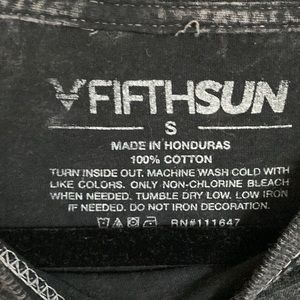 FIFTHSUN
S
MADE IN HONDURAS
100% COTTON
TURN INSIDE OUT. MACHINE WASH COLD WITH
LIKE COLORS. ONLY NON-CHLORINE BLEACH
WHEN NEEDED. TUMBLE DRY LOW. LOW IRON
IF NEEDED. DO NOT IRON DECORATION.
RN#111647